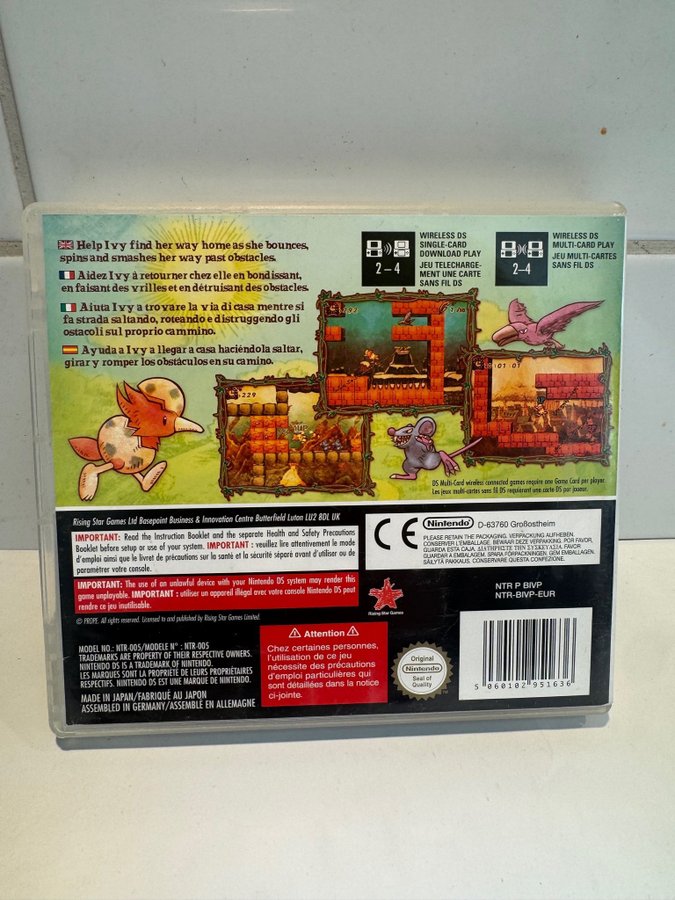 Help Ivy find her way home as she bounces,
spins and smashes her way past obstacles.
Aidez Ivy à retourner chez elle en bondissant,
en faisant des vrilles et en détruisant des obstacles.
Aiuta Ivy a trovare la via di casa mentre si
fa strada saltando, roteando e distruggendo gli
ostacoli sul proprio cammino.
Ayuda a Ivy a llegar a casa haciéndola saltar,
girar y romper los obstáculos en su camino.
2-4
WIRELESS DS
SINGLE-CARD
DOWNLOAD PLAY
JEU TELECHARGE-
MENT UNE CARTE
SANS FIL DS
2-4
WIRELESS DS
MULTI-CARD PLAY
JEU MULTI-CARTES
SANS FIL DS
229
01:01
DS Multi-Card wireless connected games require one Game Card per player.
Les jeux multi-cartes sans fil DS requierent une carte DS par joueur.
Rising Star Games Ltd Basepoint Business & Innovation Centre Butterfield Luton LU2 8DL UK
IMPORTANT: Read the Instruction Booklet and the separate Health and Safety Precautions
Booklet before setup or use of your system. IMPORTANT : veuillez lire attentivement le mode
d'emploi ainsi que le livret de précautions sur la santé et la sécurité séparé avant d'utiliser ou de
paramétrer votre console.
IMPORTANT: The use of an unlawful device with your Nintendo DS system may render this
game unplayable. IMPORTANT : utiliser un appareil illégal avec votre console Nintendo DS peut
rendre ce jeu inutilisable.
© PROPE. All rights reserved. Licensed to and published by Rising Star Games Limited.
CE
Nintendo
D-63760 Großostheim
PLEASE RETAIN THE PACKAGING. VERPACKUNG AUFHEBEN.
CONSERVER L'EMBALLAGE. BEWAAR DEZE VERPAKKING. POR FAVOR,
GUARDA ESTA CAJA. ΔΙΑΤΗΡΗΣΤΕ ΤΗΝ ΣΥΣΚΕΥΑΣΙΑ. FAVOR
GUARDAR A EMBALAGEM. SPARA FÖRPACKNINGEN. GEM EMBALLAGEN.
SÄILYTÄ PAKKAUS. CONSERVARE QUESTA CONFEZIONE.
Rising Star Games
NTR P BIVP
NTR-BIVP-EUR
MODEL NO.: NTR-005/MODELE N° : NTR-005
TRADEMARKS ARE PROPERTY OF THEIR RESPECTIVE OWNERS.
NINTENDO DS IS A TRADEMARK OF NINTENDO.
LES MARQUES SONT LA PROPRIÉTÉ DE LEURS PROPRIÉTAIRES
RESPECTIFS. NINTENDO DS EST UNE MARQUE DE NINTENDO.
MADE IN JAPAN/FABRIQUÉ AU JAPON
ASSEMBLED IN GERMANY/ASSEMBLÉ EN ALLEMAGNE
Attention
Chez certaines personnes,
l'utilisation de ce jeu
nécessite des précautions
d'emploi particulières qui
sont détaillées dans la notice
ci-jointe.
Original
Nintendo
Seal of
Quality
5 060102 951636